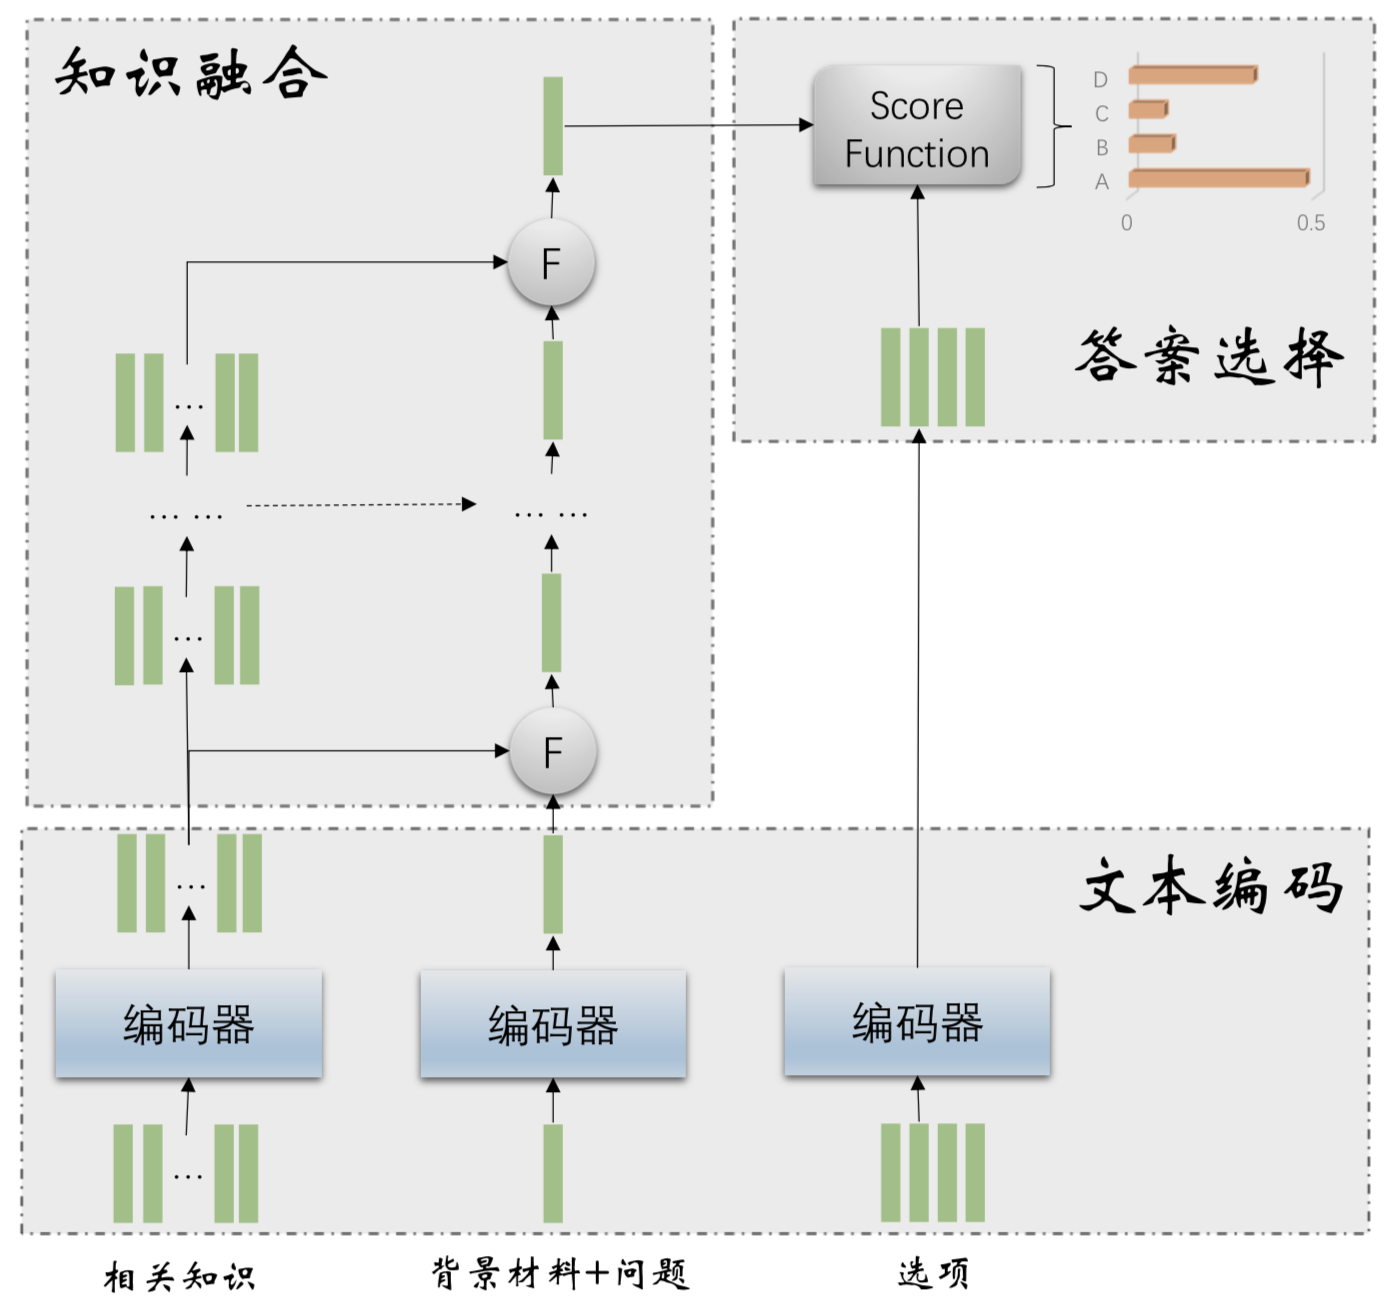 知识融合
F
…
… …
… …
…
F
Score
Function
D
C
B
A
0
0.5
答案选择
文本编码
…
编码器
编码器
编码器
…
相关知识
背景材料+问题
选项